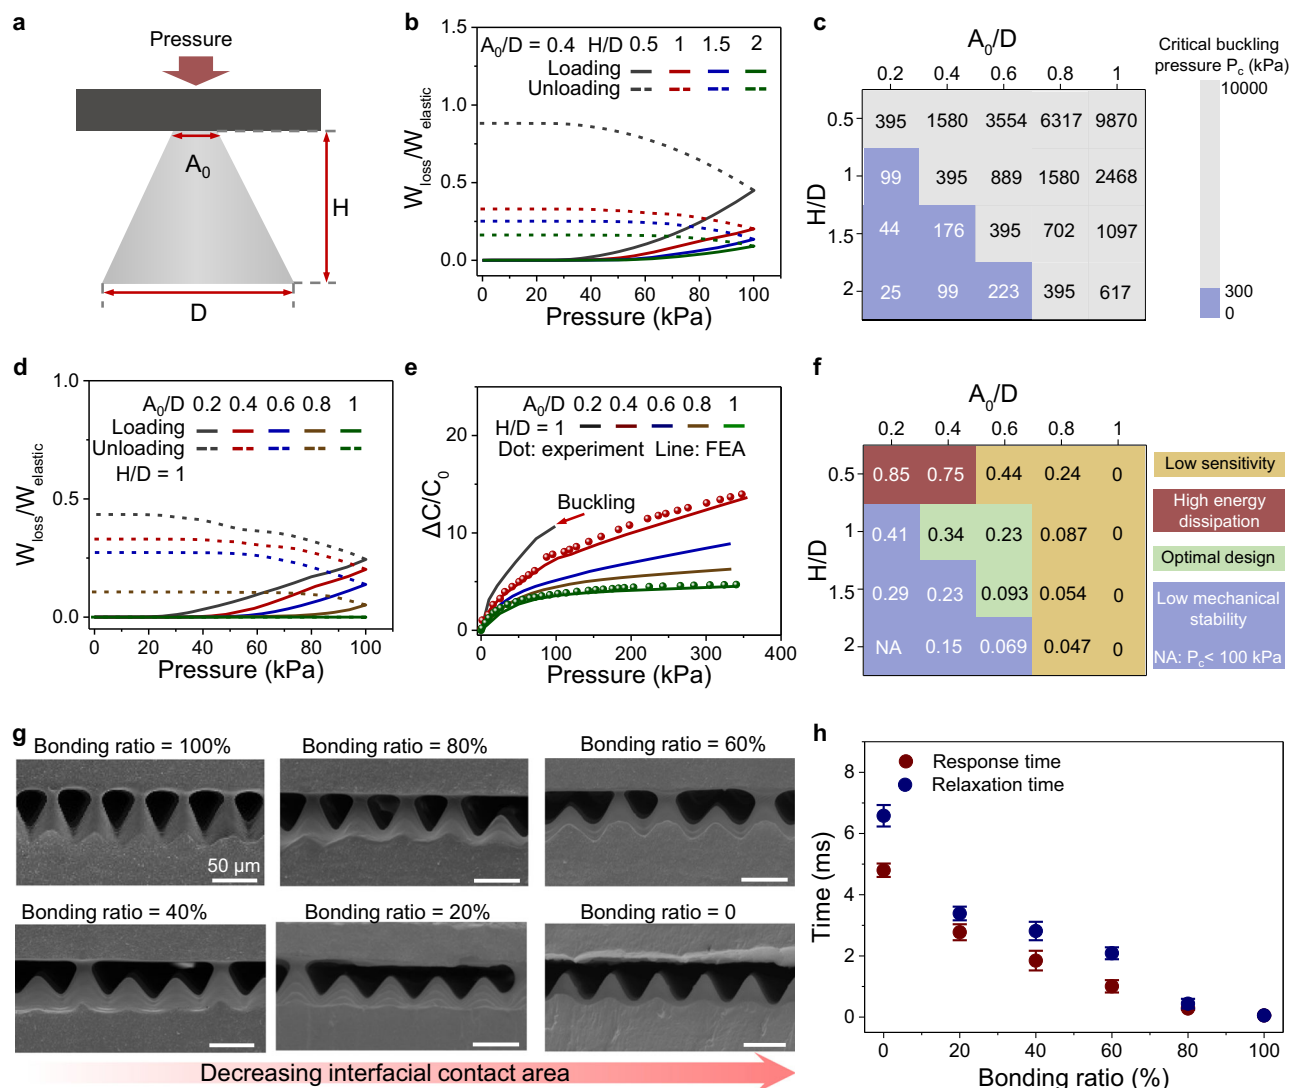 a
Pressure
A0
H
D
b
A0/D = 0.4 H/D 0.5 1 1.5 2
Loading
Unloading
Wloss/Welastic
1.5
1.0
0.5
0.0
0 20 40 60 80 100
Pressure (kPa)
c
A0/D
0.2 0.4 0.6 0.8 1
H/D
0.5 395 1580 3554 6317 9870
1 99 395 889 1580 2468
1.5 44 176 395 702 1097
2 25 99 223 395 617
Critical buckling
pressure Pc (kPa)
10000
300
0
d
A0/D 0.2 0.4 0.6 0.8 1
Loading
Unloading
H/D = 1
Wloss/Welastic
1.0
0.5
0.0
0 20 40 60 80 100
Pressure (kPa)
e
A0/D 0.2 0.4 0.6 0.8 1
H/D = 1
Dot: experiment Line: FEA
Buckling
ΔC/C0
20
10
0
0 100 200 300 400
Pressure (kPa)
f
A0/D
0.2 0.4 0.6 0.8 1
H/D
0.5 0.85 0.75 0.44 0.24 0
1 0.41 0.34 0.23 0.087 0
1.5 0.29 0.23 0.093 0.054 0
2 NA 0.15 0.069 0.047 0
Low sensitivity
High energy
dissipation
Optimal design
Low mechanical
stability
NA: Pc< 100 kPa
g
Bonding ratio = 100%
Bonding ratio = 80%
Bonding ratio = 60%
50 μm
Bonding ratio = 40%
Bonding ratio = 20%
Bonding ratio = 0
Decreasing interfacial contact area
h
Response time
Relaxation time
Time (ms)
8
6
4
2
0
0 20 40 60 80 100
Bonding ratio (%)